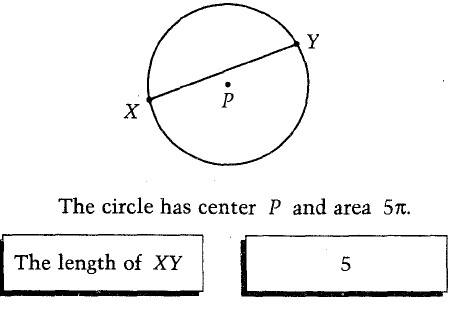 Y
P
X
The circle has center P and area 5π.
The length of XY
5